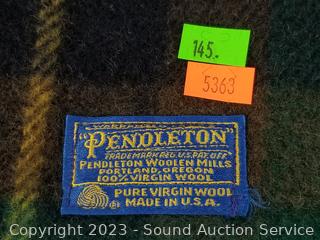 145.
5363
WARRANTED
"PENDLETON"
TRADEMARK REG. U.S. PAT. OFF.
PENDLETON WOOLEN MILLS
PORTLAND, OREGON
100% VIRGIN WOOL
PURE VIRGIN WOOL
MADE IN U.S.A.
Copyright 2023 - Sound Auction Service